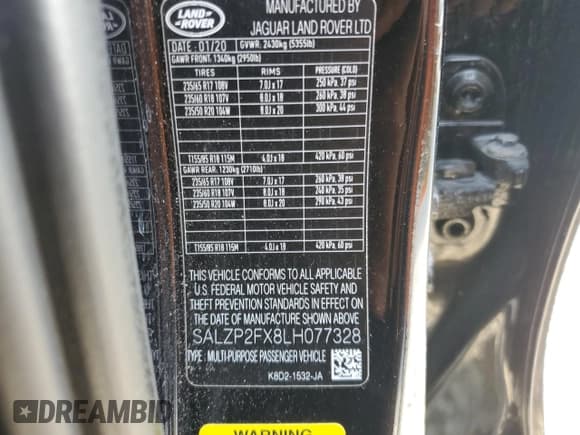 LAND ROVER
MANUFACTURED BY
JAGUAR LAND ROVER LTD
DATE: 01/20 GVWR: 2430kg (5355lb)
GAWR FRONT: 1340kg (2950lb)
TIRES RIMS PRESSURE (COLD)
235/65 R17 108V 7.0J x 17 250 kPa, 37 psi
235/60 R18 107V 8.0J x 18 260 kPa, 38 psi
235/50 R20 104W 8.0J x 20 300 kPa, 44 psi
T155/85 R18 115M 4.0J x 18 420 kPa, 60 psi
GAWR REAR: 1230kg (2710lb)
235/65 R17 108V 7.0J x 17 260 kPa, 38 psi
235/60 R18 107V 8.0J x 18 240 kPa, 35 psi
235/50 R20 104W 8.0J x 20 290 kPa, 43 psi
T155/85 R18 115M 4.0J x 18 420 kPa, 60 psi
THIS VEHICLE CONFORMS TO ALL APPLICABLE
U.S. FEDERAL MOTOR VEHICLE SAFETY AND
THEFT PREVENTION STANDARDS IN EFFECT ON
THE DATE OF MANUFACTURE SHOWN ABOVE
SALZP2FX8LH077328
TYPE: MULTI-PURPOSE PASSENGER VEHICLE
K8D2-1532-JA
WARNING
DREAMBID